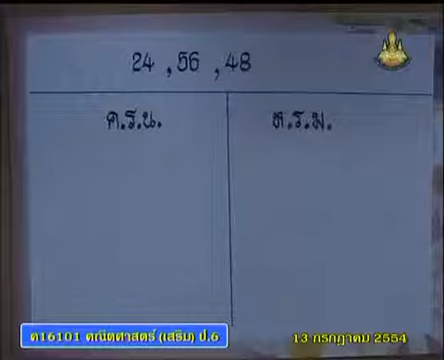 24 , 56 , 48
ค.ร.น.
ห.ร.ม.
ค16101 คณิตศาสตร์ (เสริม) ป.6
13 กรกฎาคม 2554